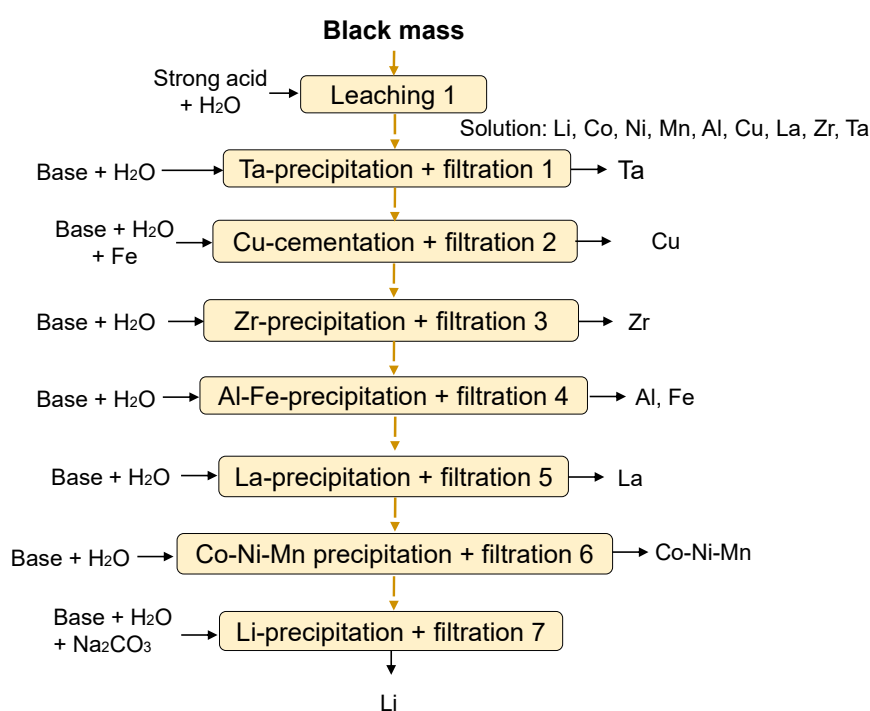 Black mass
Strong acid
+ H₂O
Leaching 1
Solution: Li, Co, Ni, Mn, Al, Cu, La, Zr, Ta
Base + H₂O
Ta-precipitation + filtration 1
Ta
Base + H₂O
+ Fe
Cu-cementation + filtration 2
Cu
Base + H₂O
Zr-precipitation + filtration 3
Zr
Base + H₂O
Al-Fe-precipitation + filtration 4
Al, Fe
Base + H₂O
La-precipitation + filtration 5
La
Base + H₂O
Co-Ni-Mn precipitation + filtration 6
Co-Ni-Mn
Base + H₂O
+ Na₂CO₃
Li-precipitation + filtration 7
Li